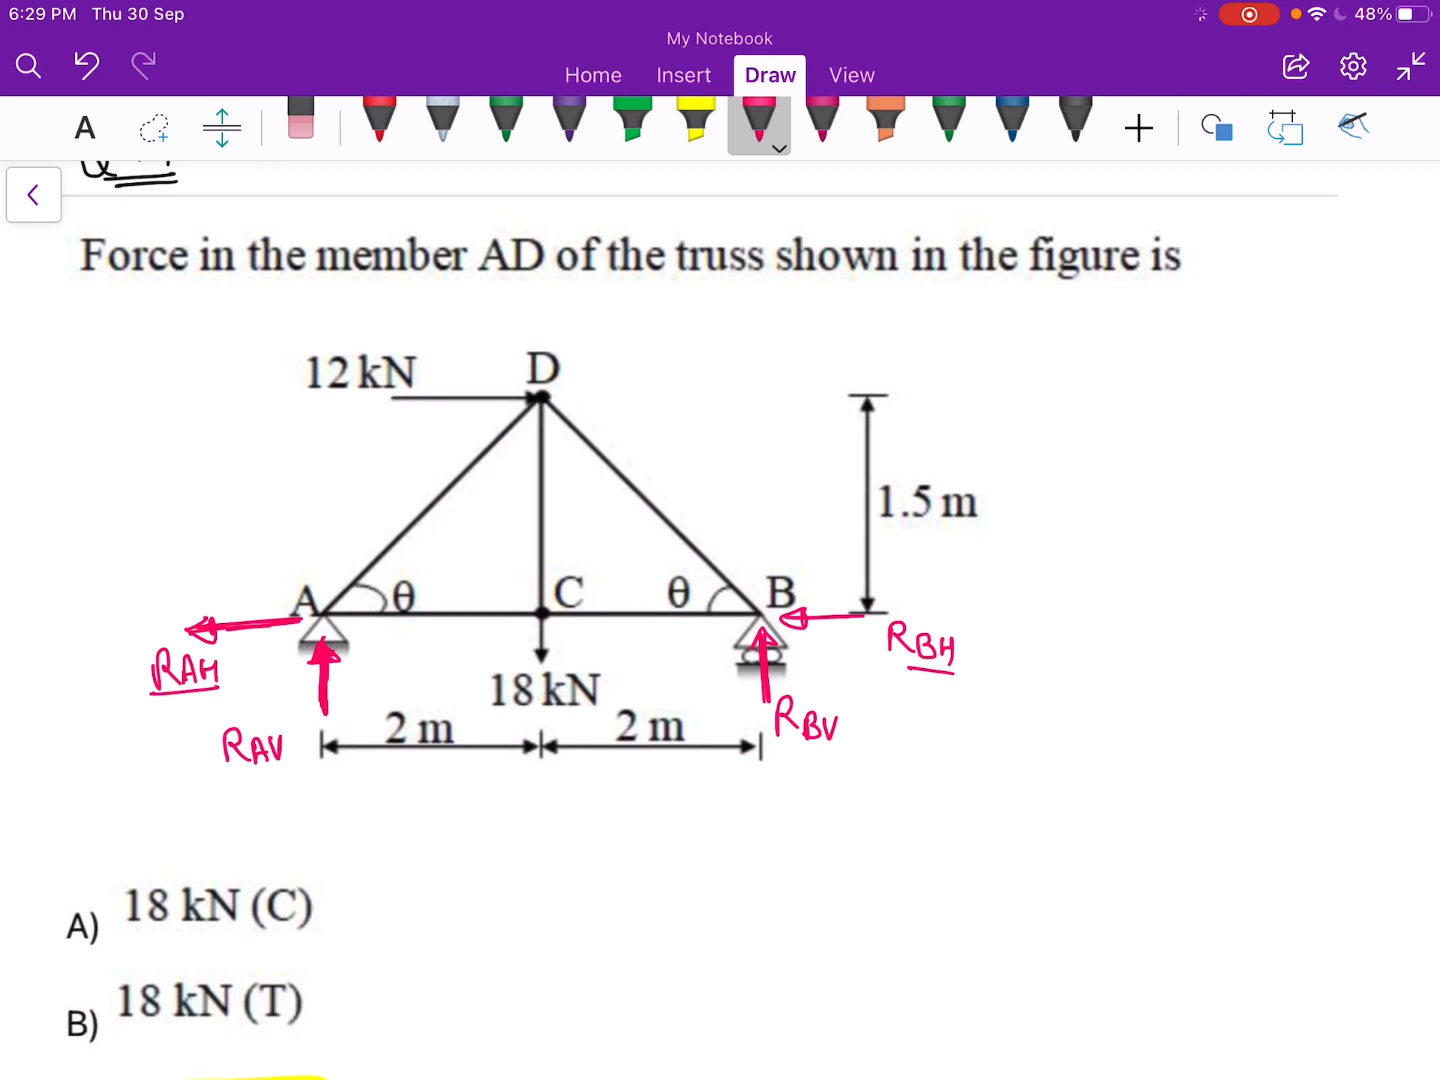 6:29 PM Thu 30 Sep
48%
My Notebook
Home Insert Draw View
A
Force in the member AD of the truss shown in the figure is
12 kN D
1.5 m
A θ C θ B
RAH
RBH
18 kN
RAV
2 m 2 m
RBV
A) 18 kN (C)
B) 18 kN (T)